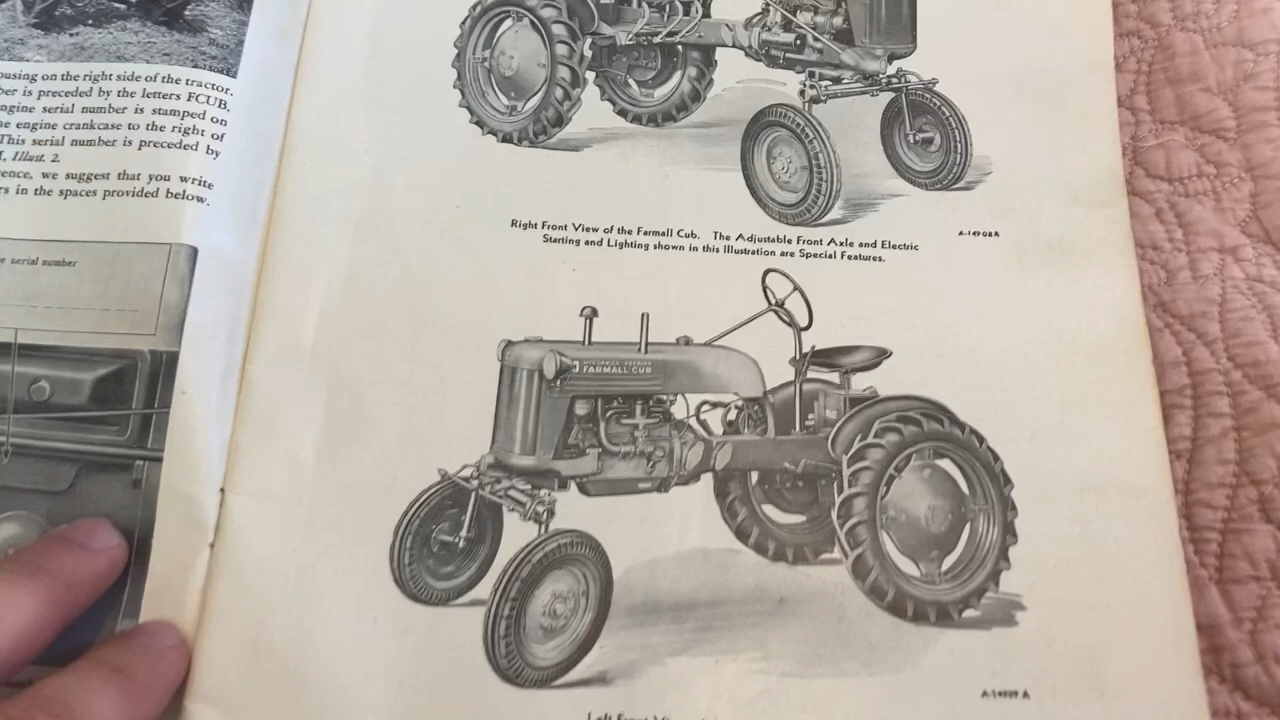 ousing on the right side of the tractor.
ber is preceded by the letters FCUB,
ngine serial number is stamped on
he engine crankcase to the right of
This serial number is preceded by
Illust. 2.
ence, we suggest that you write
rs in the spaces provided below.
e serial number
Right Front View of the Farmall Cub. The Adjustable Front Axle and Electric
Starting and Lighting shown in this Illustration are Special Features.
FARMALL CUB
Left Front